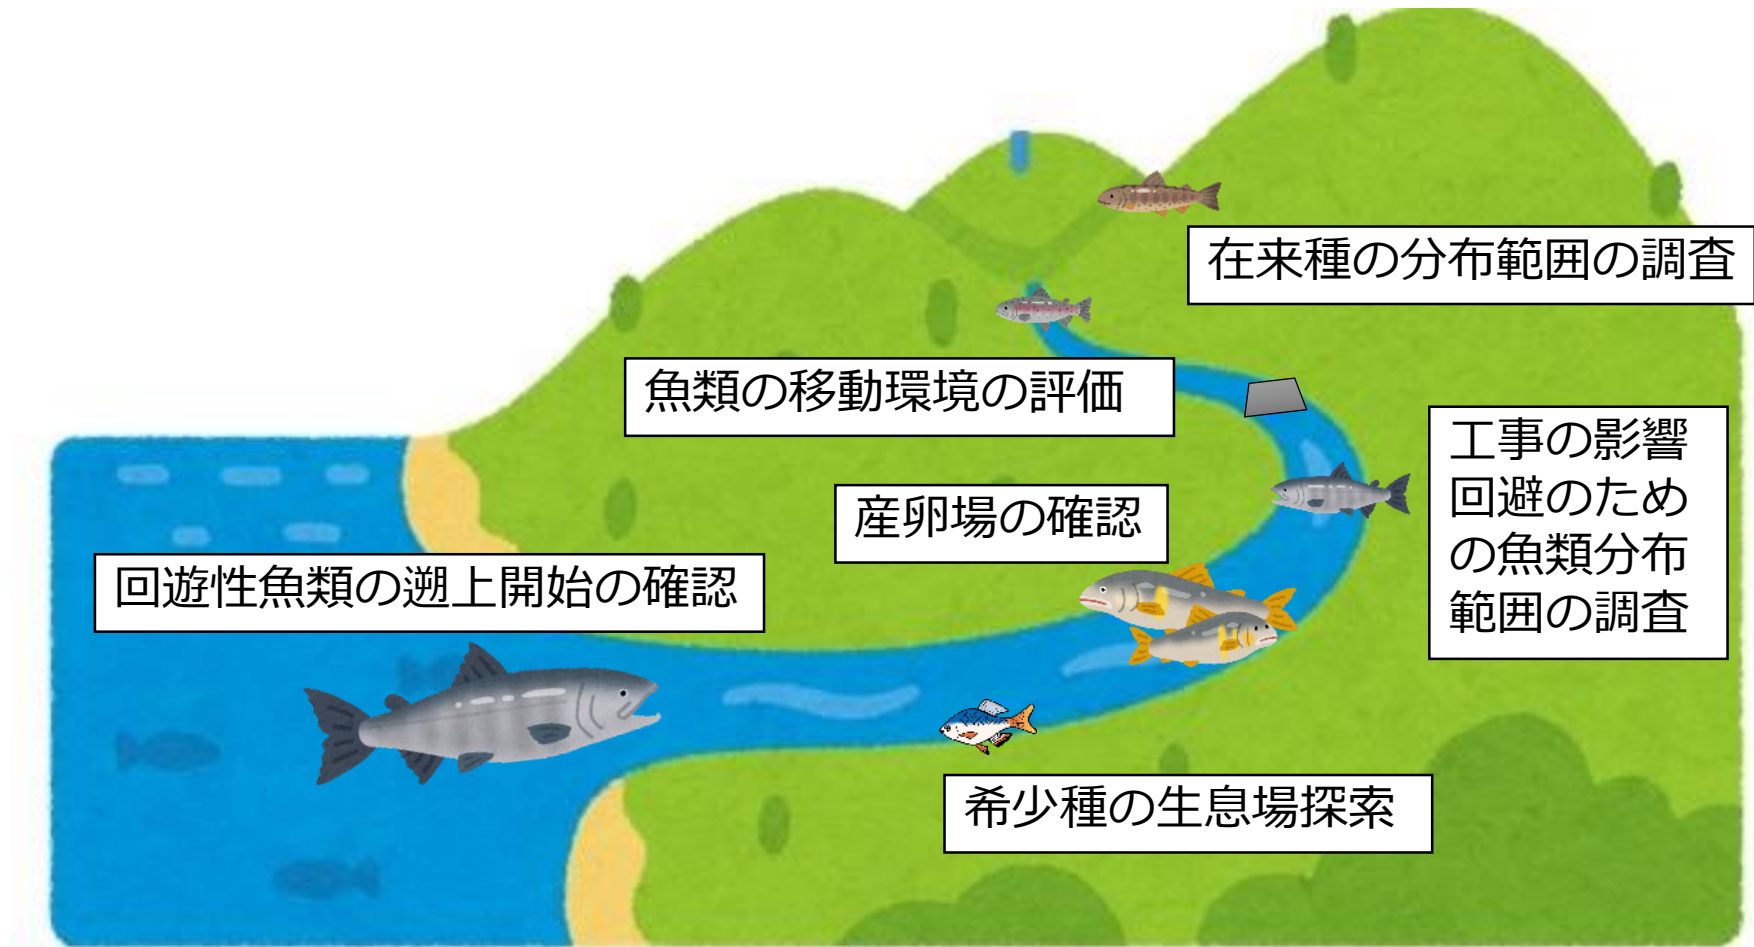 在来種の分布範囲の調査
魚類の移動環境の評価
工事の影響
回避のため
の魚類分布
範囲の調査
産卵場の確認
回遊性魚類の遡上開始の確認
希少種の生息場探索